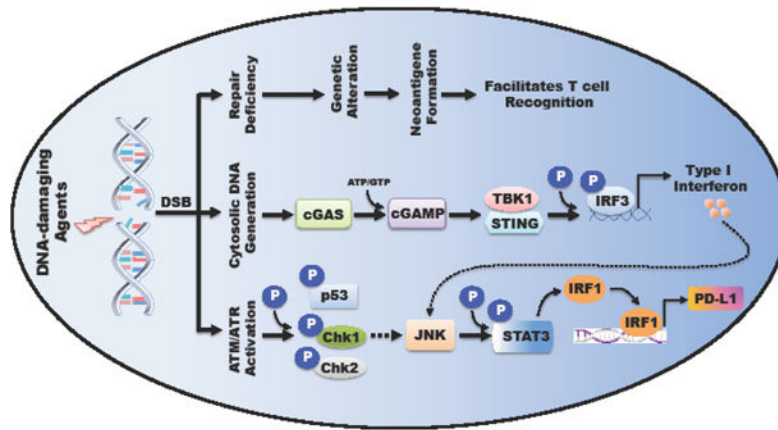 DNA-damaging
Agents
DSB
Repair
Deficiency
Genetic
Alteration
Neoantigene
Formation
Facilitates T cell
Recognition
Cytosolic DNA
Generation
cGAS
ATP/GTP
cGAMP
TBK1
STING
P
P
IRF3
Type I
Interferon
ATM/ATR
Activation
P
P
p53
P
Chk1
P
Chk2
JNK
P
P
STAT3
IRF1
IRF1
PD-L1